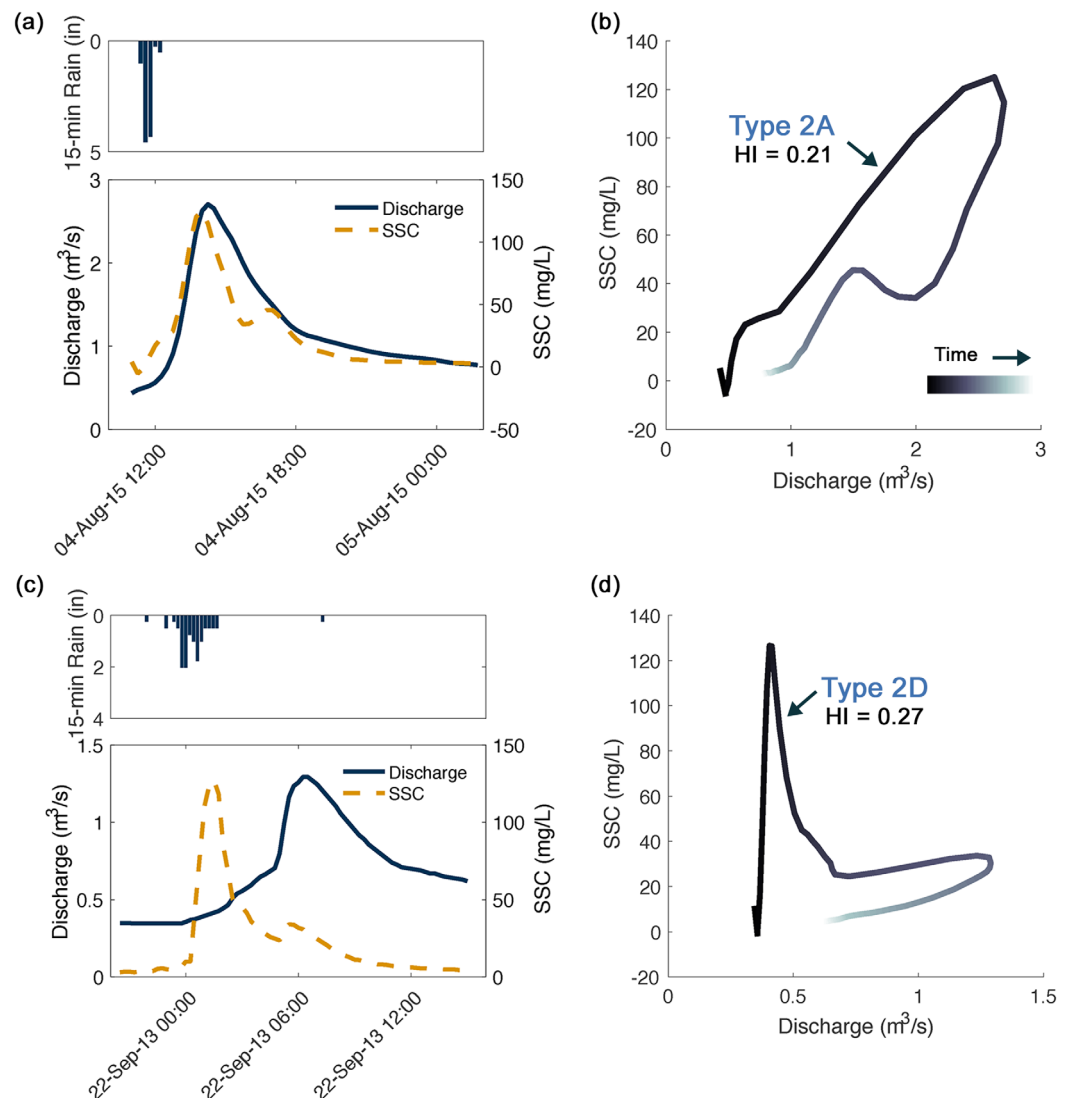 (a)
15-min Rain (in)
0
5
Discharge (m³/s)
3
2
1
0
Discharge
SSC
150
100
50
0
-50
SSC (mg/L)
04-Aug-15 12:00
04-Aug-15 18:00
05-Aug-15 00:00
(b)
SSC (mg/L)
140
120
100
80
60
40
20
0
-20
Type 2A
HI = 0.21
Time
0
1
2
3
Discharge (m³/s)
(c)
15-min Rain (in)
0
2
4
Discharge (m³/s)
1.5
1
0.5
0
Discharge
SSC
150
100
50
0
SSC (mg/L)
22-Sep-13 00:00
22-Sep-13 06:00
22-Sep-13 12:00
(d)
SSC (mg/L)
140
120
100
80
60
40
20
0
-20
Type 2D
HI = 0.27
0
0.5
1
1.5
Discharge (m³/s)